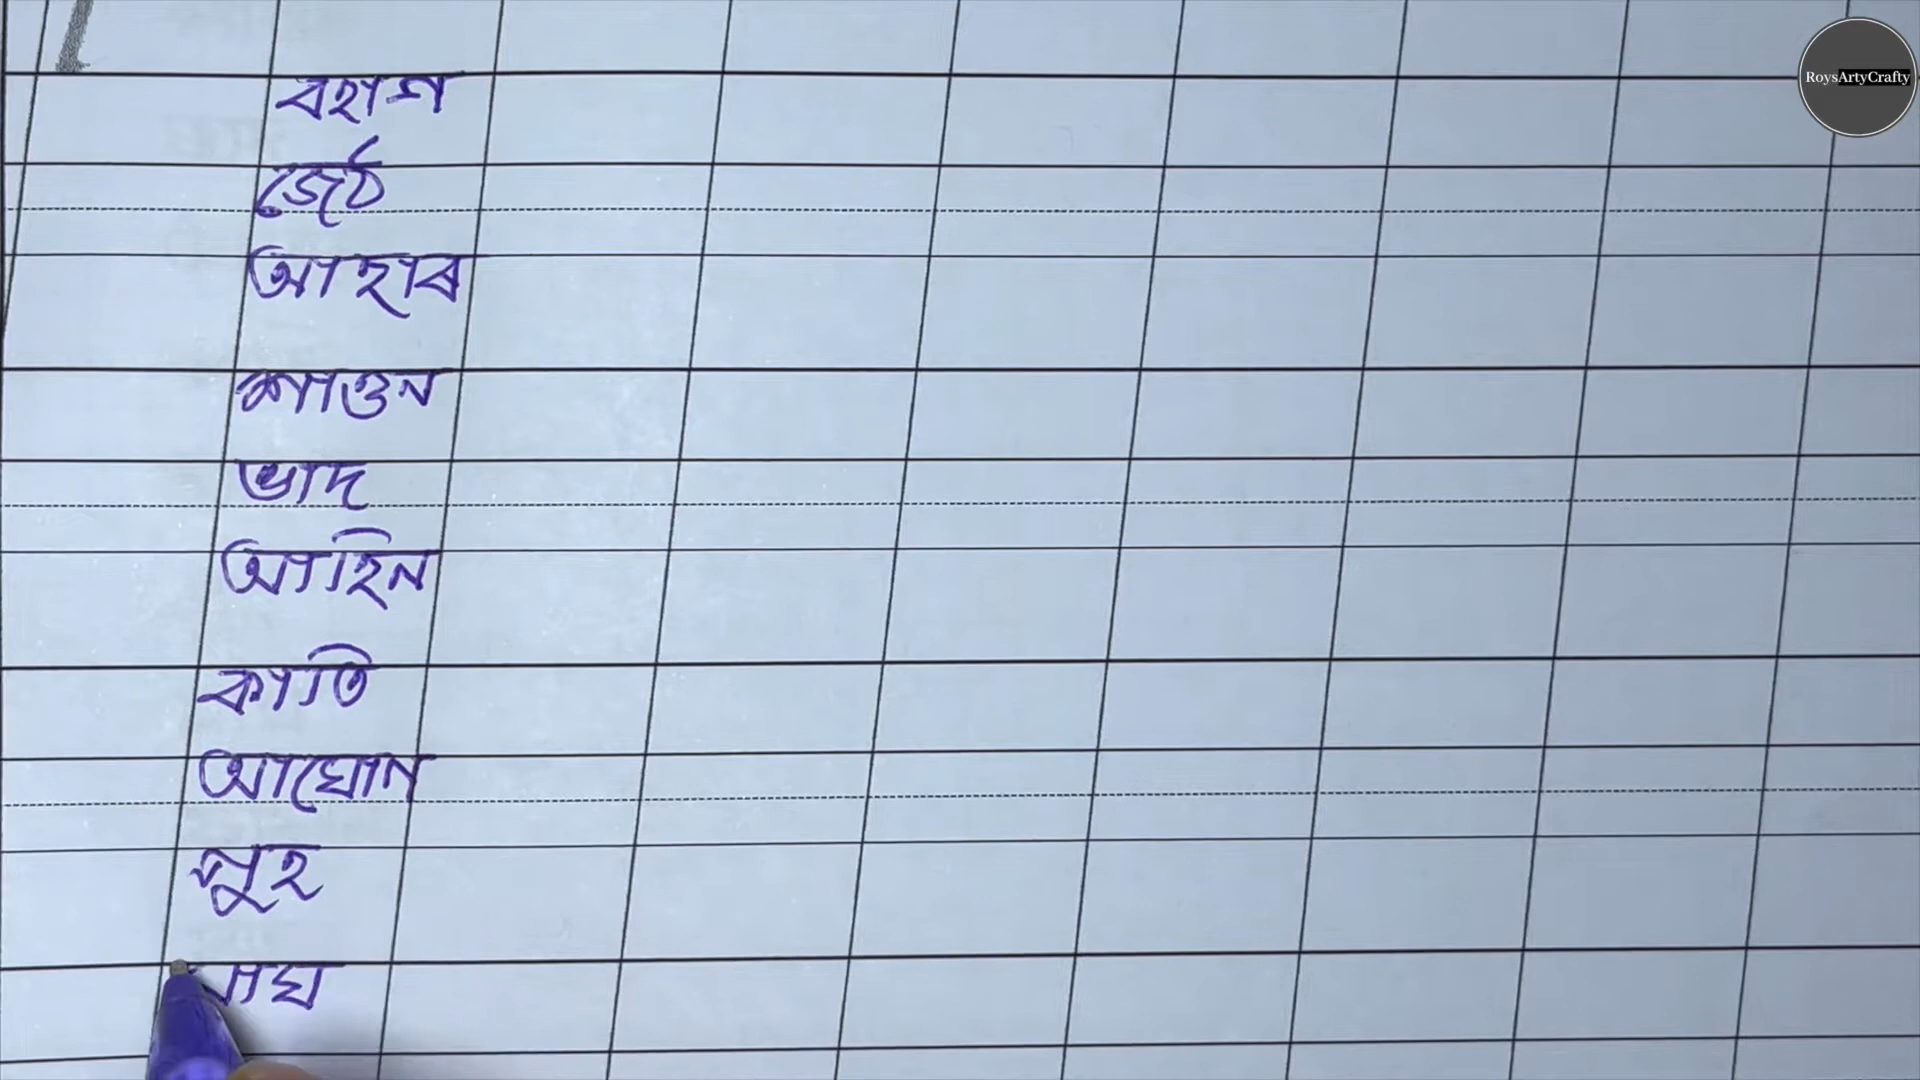 বহাগ
জেঠ
আহাৰ
শাওন
ভাদ
আহিন
কাতি
আঘোণ
পুহ
মাঘ
RoysArtyCrafty